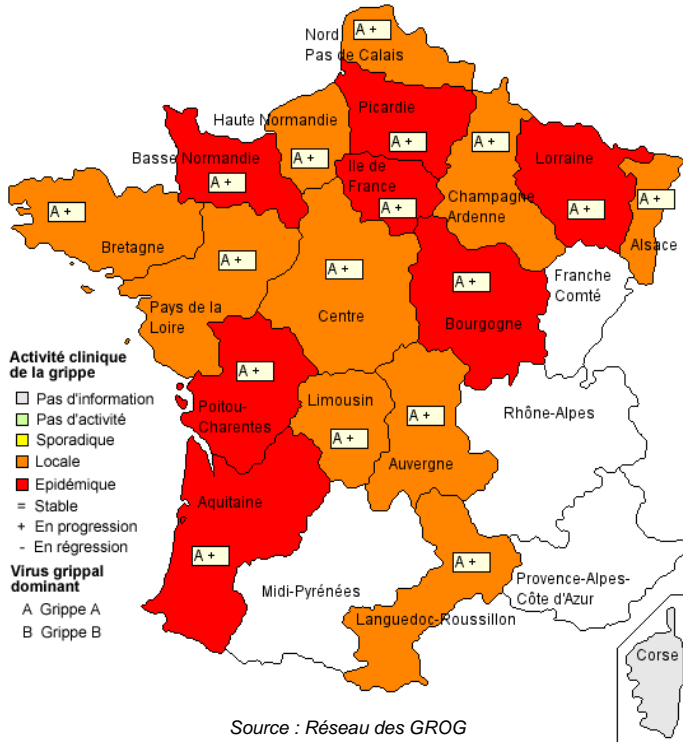 A +
Nord
Pas de Calais
Picardie
A +
Haute Normandie
A +
A +
Basse Normandie
A +
Ile de
France
A +
Lorraine
A +
Champagne
Ardenne
A +
Alsace
A +
Bretagne
A +
Pays de la
Loire
A +
Centre
A +
Bourgogne
Franche
Comté
A +
Poitou-
Charentes
Limousin
A +
A +
Auvergne
Rhône-Alpes
Aquitaine
A +
Midi-Pyrénées
A +
Languedoc-Roussillon
Provence-Alpes-
Côte d'Azur
Corse
Activité clinique
de la grippe
Pas d'information
Pas d'activité
Sporadique
Locale
Epidémique
= Stable
+ En progression
- En régression
Virus grippal
dominant
A Grippe A
B Grippe B
Source : Réseau des GROG